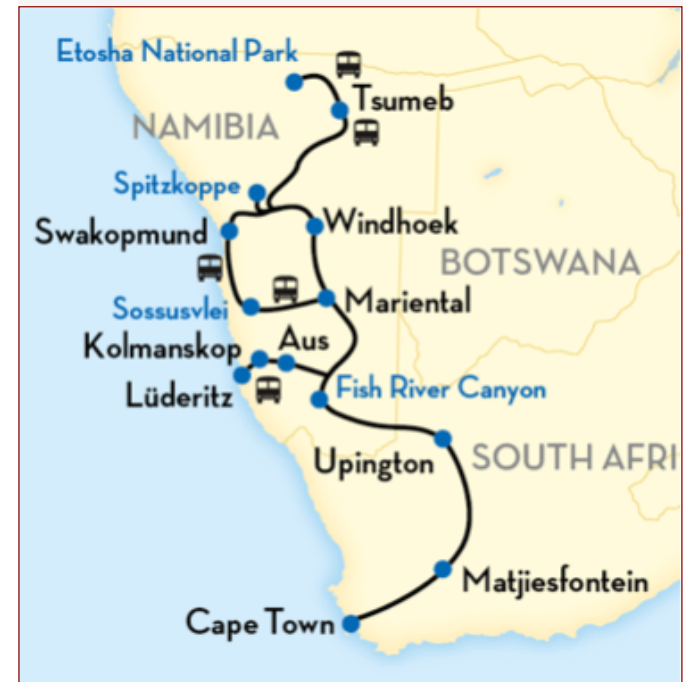 Etosha National Park
Tsumeb
NAMIBIA
Spitzkoppe
Swakopmund
Windhoek
BOTSWANA
Sossusvlei
Mariental
Kolmanskop
Aus
Lüderitz
Fish River Canyon
Upington
SOUTH AFRI
Matjiesfontein
Cape Town